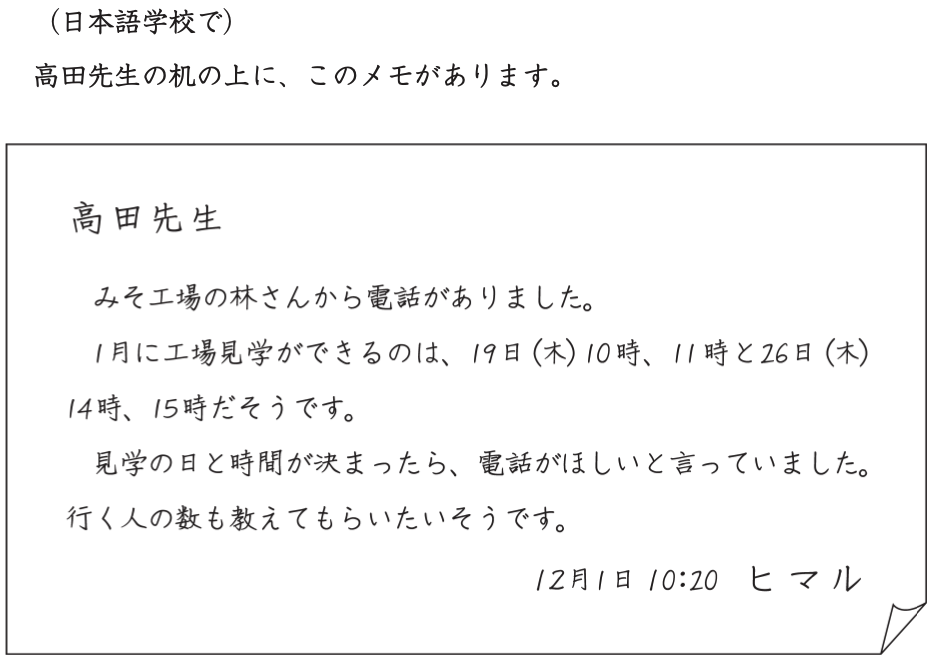 （日本語学校で）
高田先生の机の上に、このメモがあります。
高田先生
みそ工場の林さんから電話がありました。
1月に工場見学ができるのは、19日（木）10時、11時と26日（木）
14時、15時だそうです。
見学の日と時間が決まったら、電話がほしいと言っていました。
行く人の数も教えてもらいたいそうです。
12月1日 10:20 ヒマル